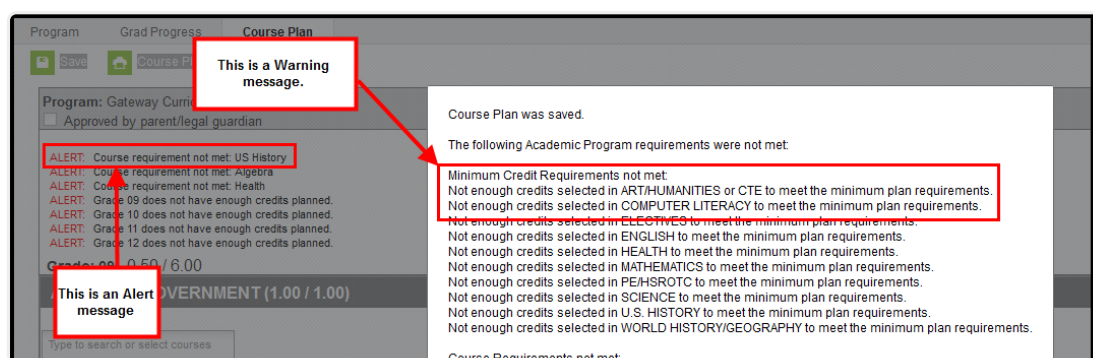 Program Grad Progress Course Plan
Save Course P
This is a Warning
message.
Program: Gateway Curri
Approved by parent/legal guardian
ALERT: Course requirement not met: US History
ALERT: Course requirement not met: Algebra
ALERT: Course requirement not met: Health
ALERT: Grade 09 does not have enough credits planned.
ALERT: Grade 10 does not have enough credits planned.
ALERT: Grade 11 does not have enough credits planned.
ALERT: Grade 12 does not have enough credits planned.
Grade: 09 0.50 / 6.00
This is an Alert
message
VERNMENT (1.00 / 1.00)
Type to search or select courses
Course Plan was saved.
The following Academic Program requirements were not met:
Minimum Credit Requirements not met:
Not enough credits selected in ART/HUMANITIES or CTE to meet the minimum plan requirements.
Not enough credits selected in COMPUTER LITERACY to meet the minimum plan requirements.
Not enough credits selected in ELECTIVES to meet the minimum plan requirements.
Not enough credits selected in ENGLISH to meet the minimum plan requirements.
Not enough credits selected in HEALTH to meet the minimum plan requirements.
Not enough credits selected in MATHEMATICS to meet the minimum plan requirements.
Not enough credits selected in PE/HSROTC to meet the minimum plan requirements.
Not enough credits selected in SCIENCE to meet the minimum plan requirements.
Not enough credits selected in U.S. HISTORY to meet the minimum plan requirements.
Not enough credits selected in WORLD HISTORY/GEOGRAPHY to meet the minimum plan requirements.
Course Requirements not met: